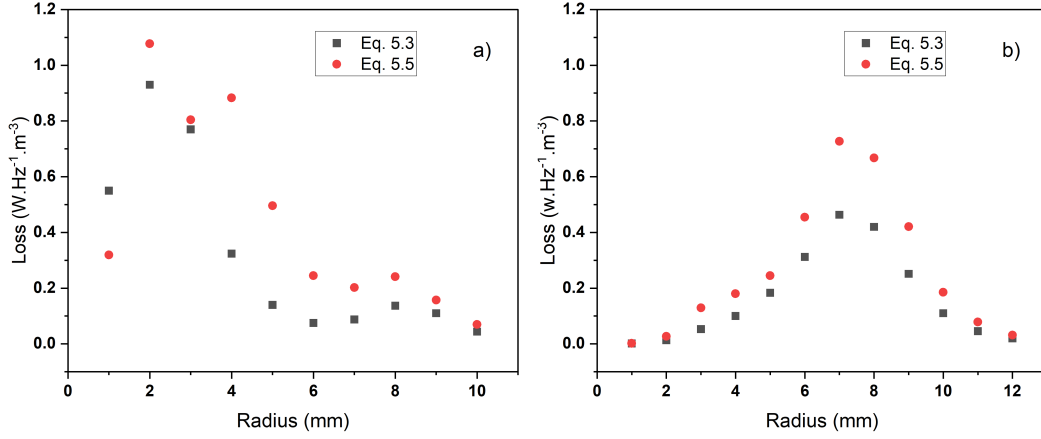 1.2
1.0
0.8
0.6
0.4
0.2
0.0
Loss (W.Hz-1.m-3)
0 2 4 6 8 10
Radius (mm)
Eq. 5.3
Eq. 5.5
a)
1.2
1.0
0.8
0.6
0.4
0.2
0.0
Loss (w.Hz-1.m-3)
0 2 4 6 8 10 12
Radius (mm)
Eq. 5.3
Eq. 5.5
b)